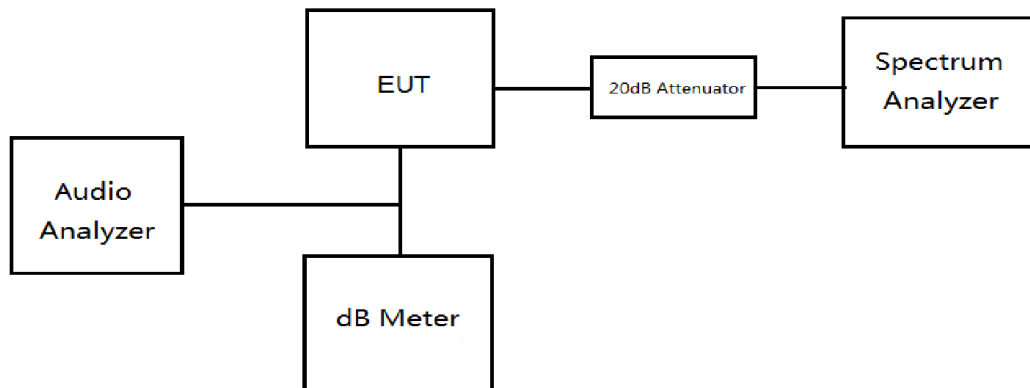 EUT
20dB Attenuator
Spectrum
Analyzer
Audio
Analyzer
dB Meter